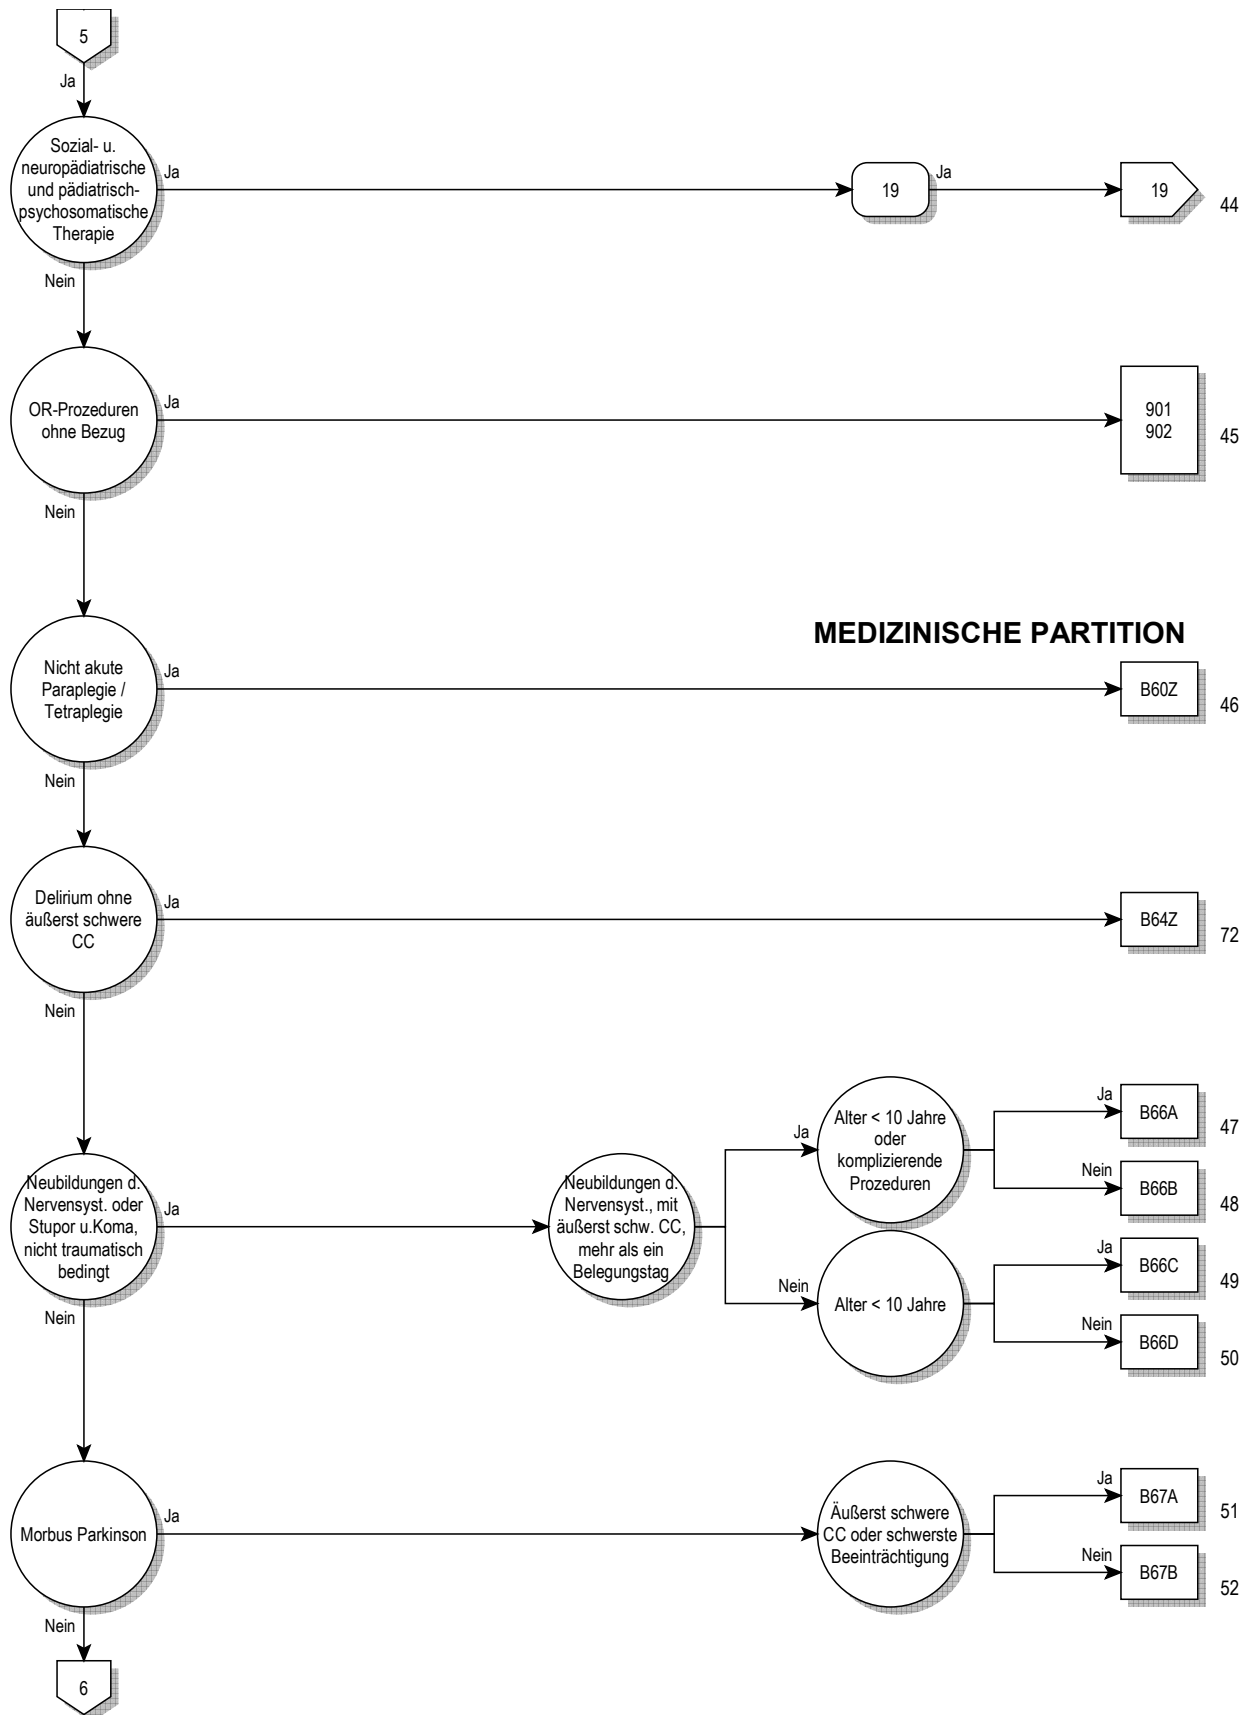 5
Ja
Sozial- u.
neuropädiatrische
und pädiatrisch-
psychosomatische
Therapie
Ja
19
Ja
19
44
Nein
OR-Prozeduren
ohne Bezug
Ja
901
902
45
Nein
MEDIZINISCHE PARTITION
Nicht akute
Paraplegie /
Tetraplegie
Ja
B60Z
46
Nein
Delirium ohne
äußerst schwere
CC
Ja
B64Z
72
Nein
Neubildungen d.
Nervensyst. oder
Stupor u.Koma,
nicht traumatisch
bedingt
Ja
Neubildungen d.
Nervensyst., mit
äußerst schw. CC,
mehr als ein
Belegungstag
Ja
Alter < 10 Jahre
oder
komplizierende
Prozeduren
Ja
B66A
47
Nein
B66B
48
Nein
Alter < 10 Jahre
Ja
B66C
49
Nein
B66D
50
Nein
Morbus Parkinson
Ja
Äußerst schwere
CC oder schwerste
Beeinträchtigung
Ja
B67A
51
Nein
B67B
52
Nein
6